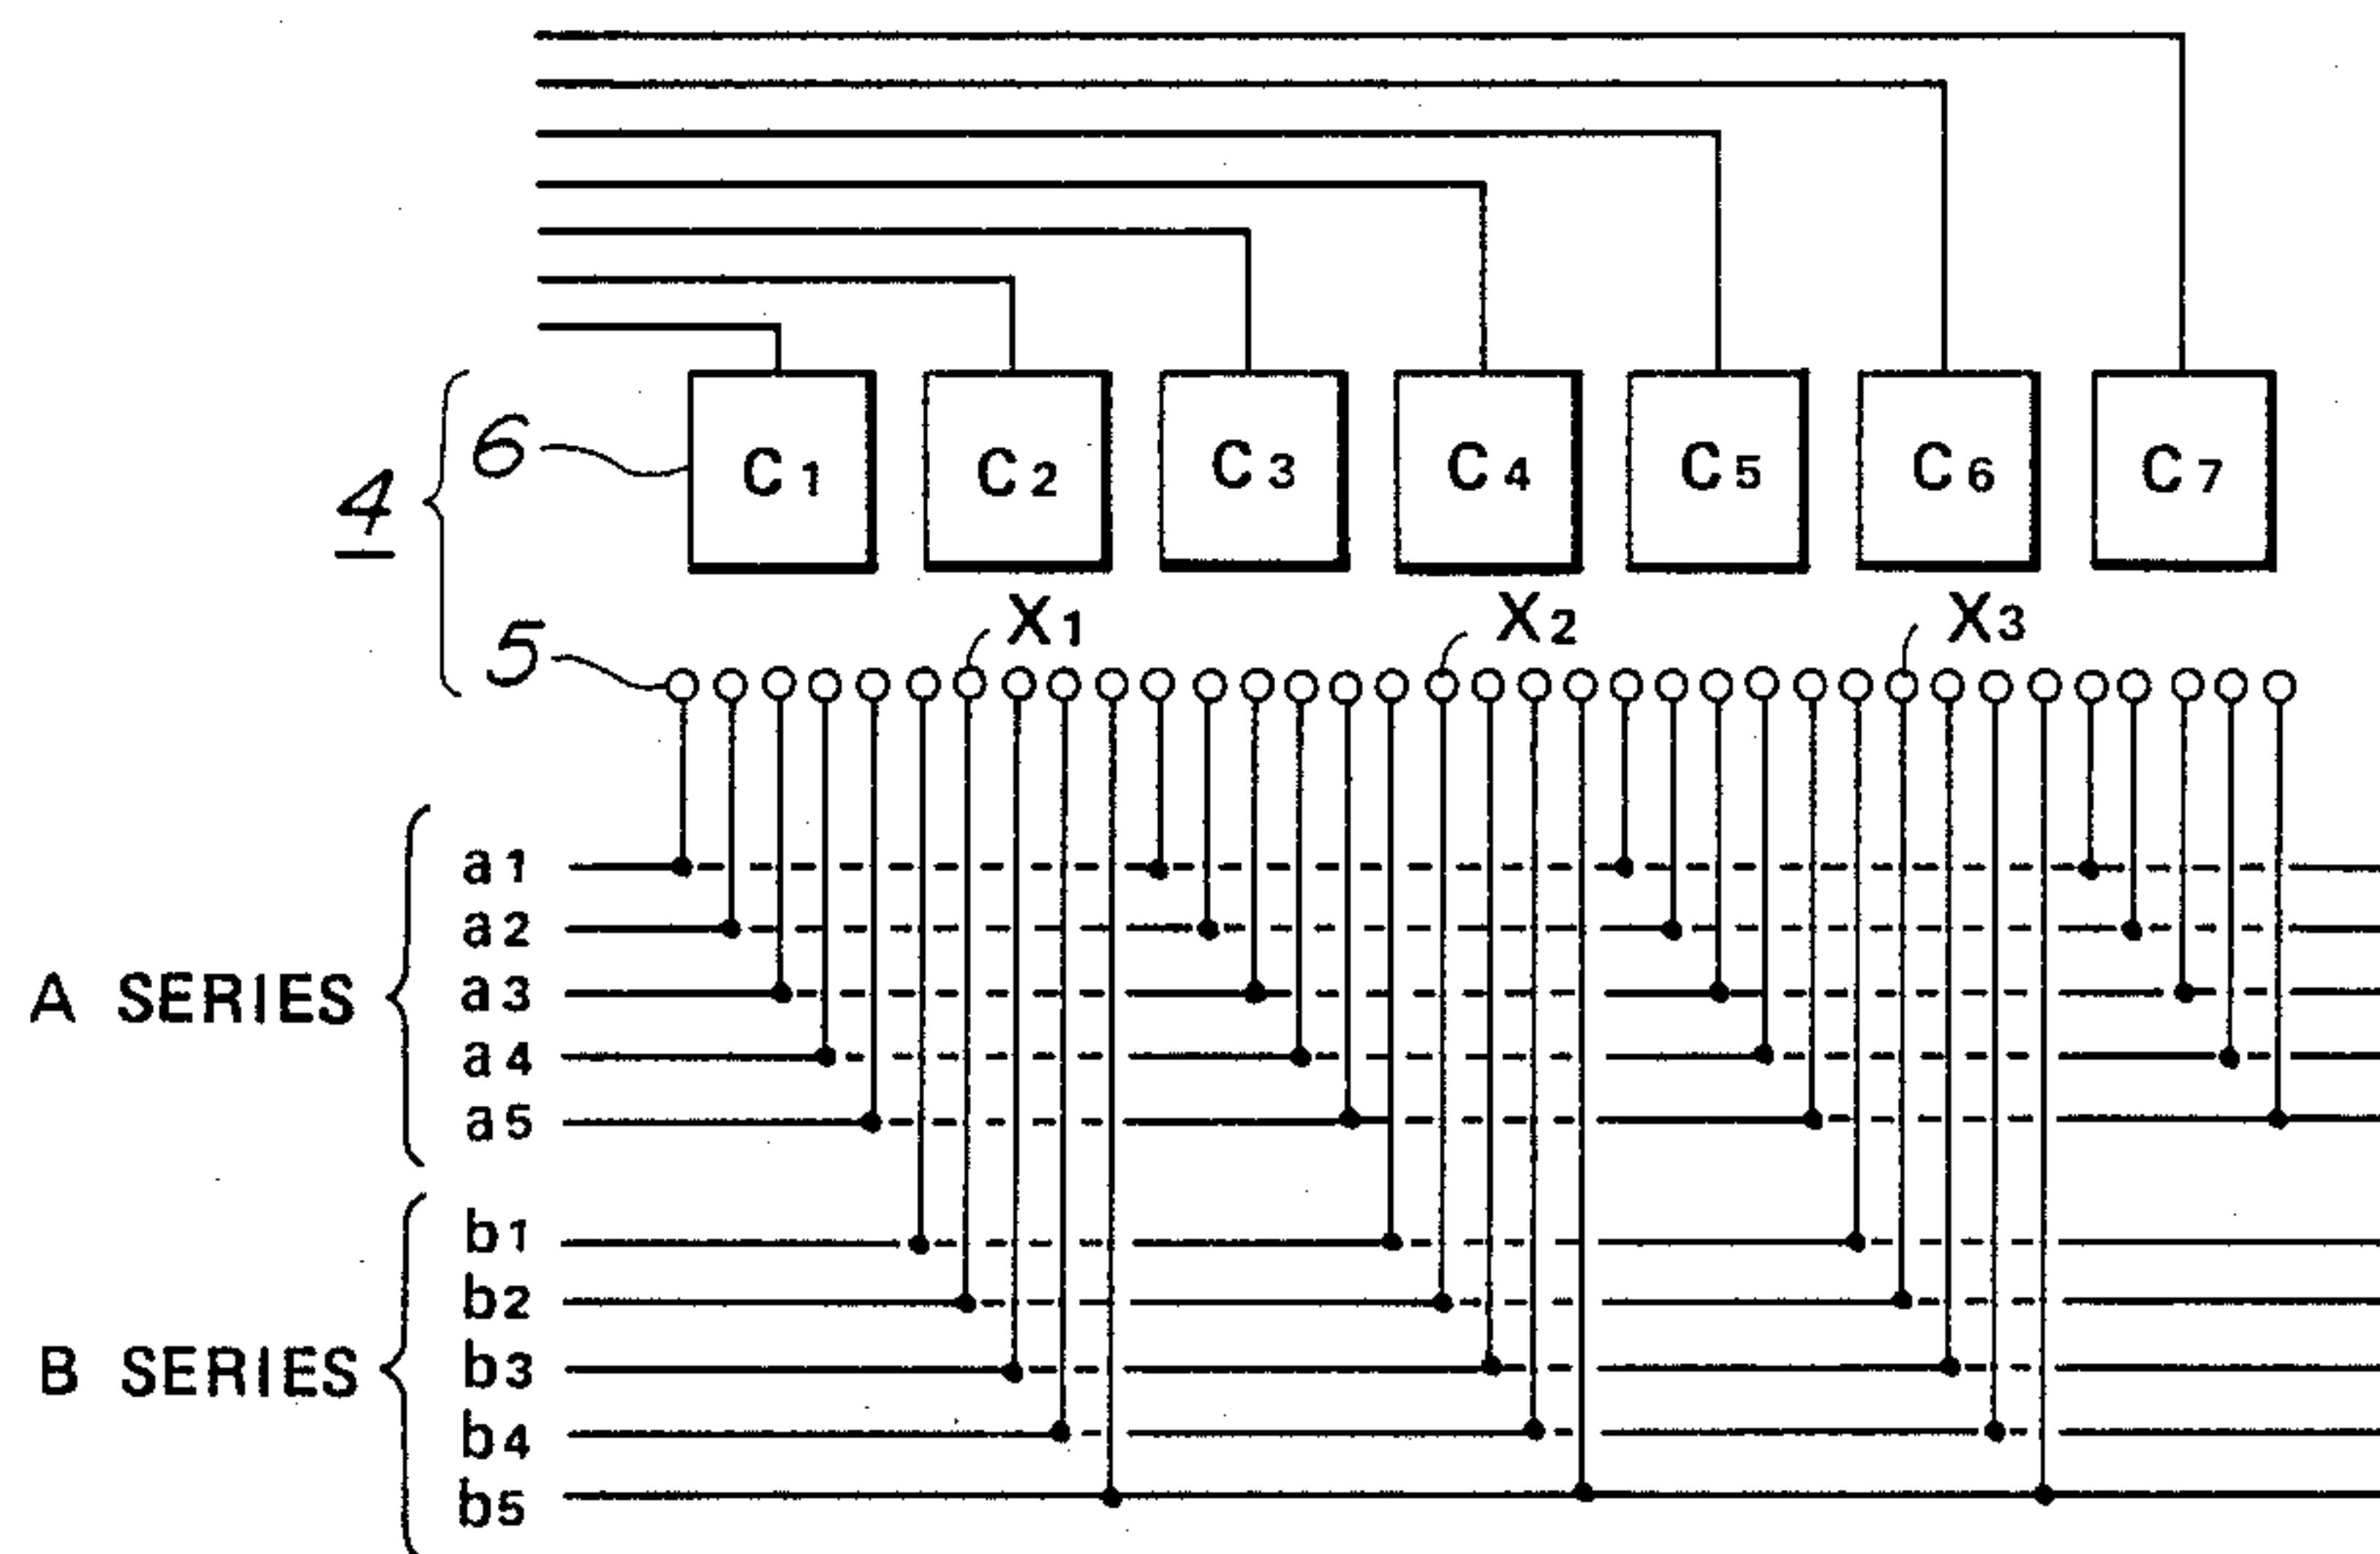 C1 C2 C3 C4 C5 C6 C7
6
4
X1 X2 X3
5
a1
a2
A SERIES a3
a4
a5
b1
b2
B SERIES b3
b4
b5